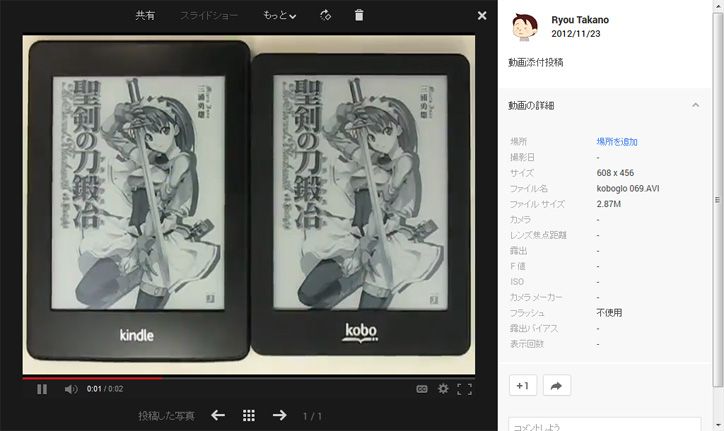 共有
スライドショー
もっと
聖剣の刀鍛冶
三浦勇雄
kindle
聖剣の刀鍛冶
三浦勇雄
kobo
0:01 / 0:02
投稿した写真
1 / 1
Ryou Takano
2012/11/23
動画添付投稿
動画の詳細
場所 場所を追加
撮影日 -
サイズ 608 x 456
ファイル名 koboglo 069.AVI
ファイル サイズ 2.87M
カメラ -
レンズ焦点距離 -
露出 -
F 値 -
ISO -
カメラ メーカー -
フラッシュ 不使用
露出バイアス -
表示回数 -
+1
コメントしよう